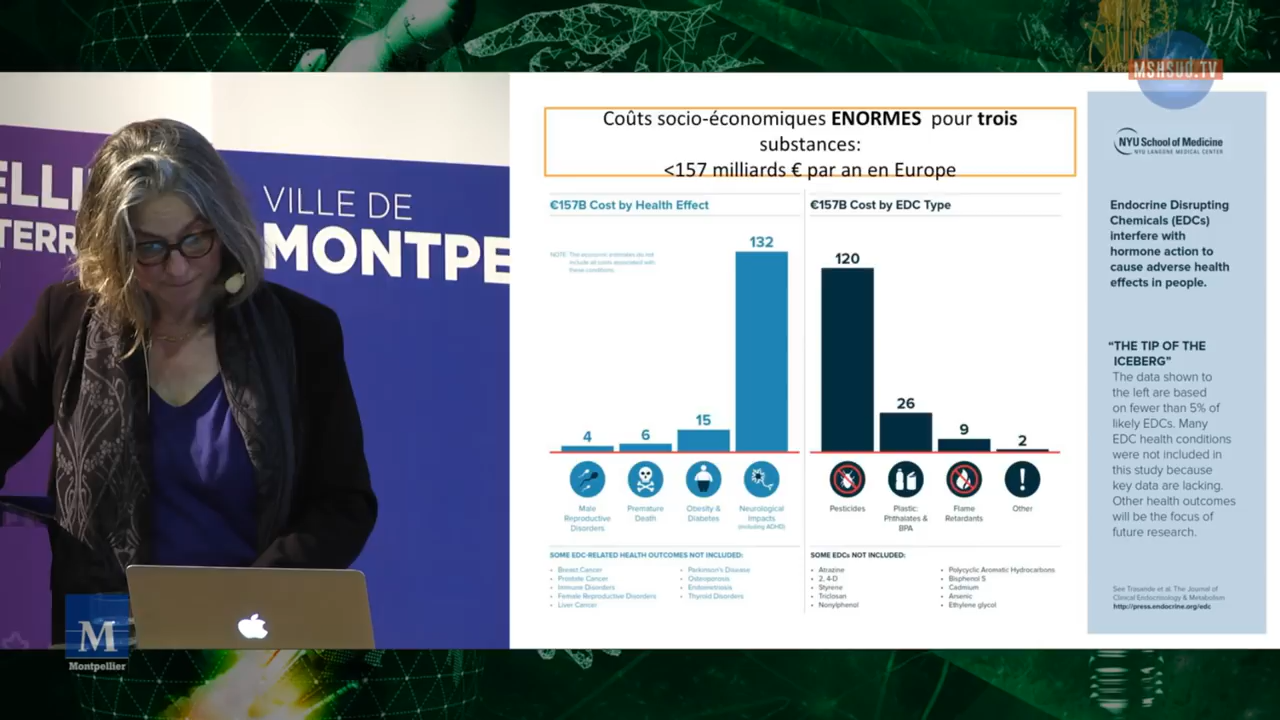 MSHSUD.TV
ELLI
TERR
VILLE DE
MONTPE
M
Montpellier
Coûts socio-économiques ENORMES pour trois
substances:
<157 milliards € par an en Europe
€157B Cost by Health Effect
NOTE: The economic estimates do not
include all costs associated with
these conditions.
4
6
15
132
Male
Reproductive
Disorders
Premature
Death
Obesity &
Diabetes
Neurological
Impacts
(including ADHD)
SOME EDC-RELATED HEALTH OUTCOMES NOT INCLUDED:
• Breast Cancer
• Prostate Cancer
• Immune Disorders
• Female Reproductive Disorders
• Liver Cancer
• Parkinson's Disease
• Osteoporosis
• Endometriosis
• Thyroid Disorders
€157B Cost by EDC Type
120
26
9
2
Pesticides
Plastic:
Phthalates &
BPA
Flame
Retardants
!
Other
SOME EDCs NOT INCLUDED:
• Atrazine
• 2, 4-D
• Styrene
• Triclosan
• Nonylphenol
• Polycyclic Aromatic Hydrocarbons
• Bisphenol S
• Cadmium
• Arsenic
• Ethylene glycol
NYU School of Medicine
NYU LANGONE MEDICAL CENTER
Endocrine Disrupting
Chemicals (EDCs)
interfere with
hormone action to
cause adverse health
effects in people.
“THE TIP OF THE
ICEBERG”
The data shown to
the left are based
on fewer than 5% of
likely EDCs. Many
EDC health conditions
were not included in
this study because
key data are lacking.
Other health outcomes
will be the focus of
future research.
See Trasande et al. The Journal of
Clinical Endocrinology & Metabolism
http://press.endocrine.org/edc